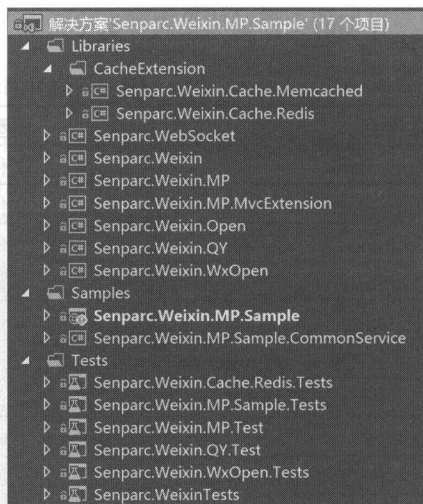 解决方案'Senparc.Weixin.MP.Sample' (17 个项目)
Libraries
CacheExtension
C# Senparc.Weixin.Cache.Memcached
C# Senparc.Weixin.Cache.Redis
C# Senparc.WebSocket
C# Senparc.Weixin
C# Senparc.Weixin.MP
C# Senparc.Weixin.MP.MvcExtension
C# Senparc.Weixin.Open
C# Senparc.Weixin.QY
C# Senparc.Weixin.WxOpen
Samples
Senparc.Weixin.MP.Sample
C# Senparc.Weixin.MP.Sample.CommonService
Tests
Senparc.Weixin.Cache.Redis.Tests
Senparc.Weixin.MP.Sample.Tests
Senparc.Weixin.MP.Test
Senparc.Weixin.QY.Test
Senparc.Weixin.WxOpen.Tests
Senparc.WeixinTests